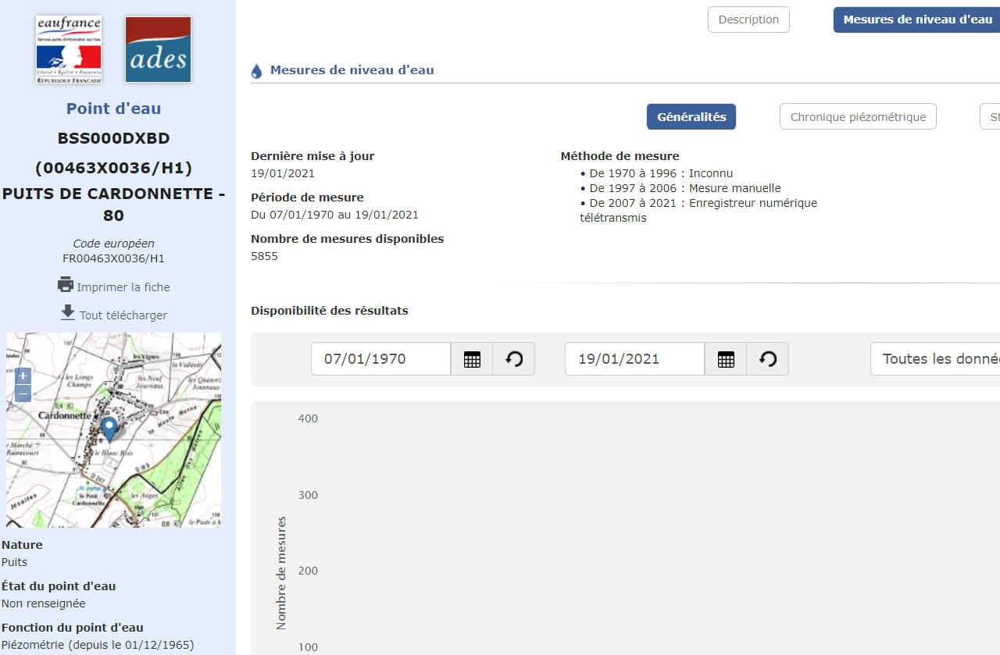 eaufrance
Service public d'information sur l'eau
Liberté • Égalité • Fraternité
RÉPUBLIQUE FRANÇAISE
ades
Point d'eau
BSS000DXBD
(00463X0036/H1)
PUITS DE CARDONNETTE -
80
Code européen
FR00463X0036/H1
Imprimer la fiche
Tout télécharger
+
−
les Vignes
la Vallée
les Longs
Champs
les Neuf
Journaux
les Quatorze
Journaux
Cardonnette
la Haute Borne
le Blanc Bois
D 247
le Petit
Cardonnette
les Auges
Jésuites
Nature
Puits
État du point d'eau
Non renseignée
Fonction du point d'eau
Piézométrie (depuis le 01/12/1965)
Description
Mesures de niveau d'eau
Mesures de niveau d'eau
Généralités
Chronique piézométrique
St
Dernière mise à jour
19/01/2021
Période de mesure
Du 07/01/1970 au 19/01/2021
Nombre de mesures disponibles
5855
Méthode de mesure
• De 1970 à 1996 : Inconnu
• De 1997 à 2006 : Mesure manuelle
• De 2007 à 2021 : Enregistreur numérique
télétransmis
Disponibilité des résultats
07/01/1970
19/01/2021
Toutes les donné
400
300
200
100
Nombre de mesures